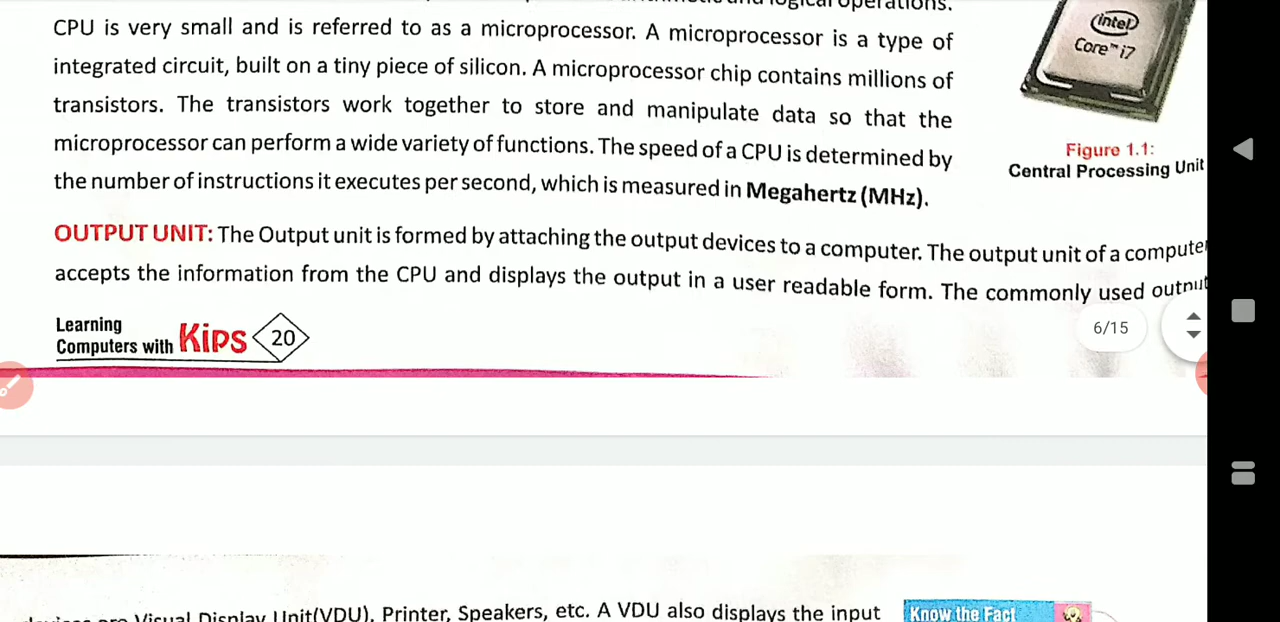 logical operations.
CPU is very small and is referred to as a microprocessor. A microprocessor is a type of
integrated circuit, built on a tiny piece of silicon. A microprocessor chip contains millions of
transistors. The transistors work together to store and manipulate data so that the
microprocessor can perform a wide variety of functions. The speed of a CPU is determined by
the number of instructions it executes per second, which is measured in Megahertz (MHz).
intel
Core™ i7
Figure 1.1:
Central Processing Unit
OUTPUT UNIT: The Output unit is formed by attaching the output devices to a computer. The output unit of a computer
accepts the information from the CPU and displays the output in a user readable form. The commonly used output
Learning
Computers with Kips 20
6/15
Visual Display Unit(VDU), Printer, Speakers, etc. A VDU also displays the input
Know the Fact